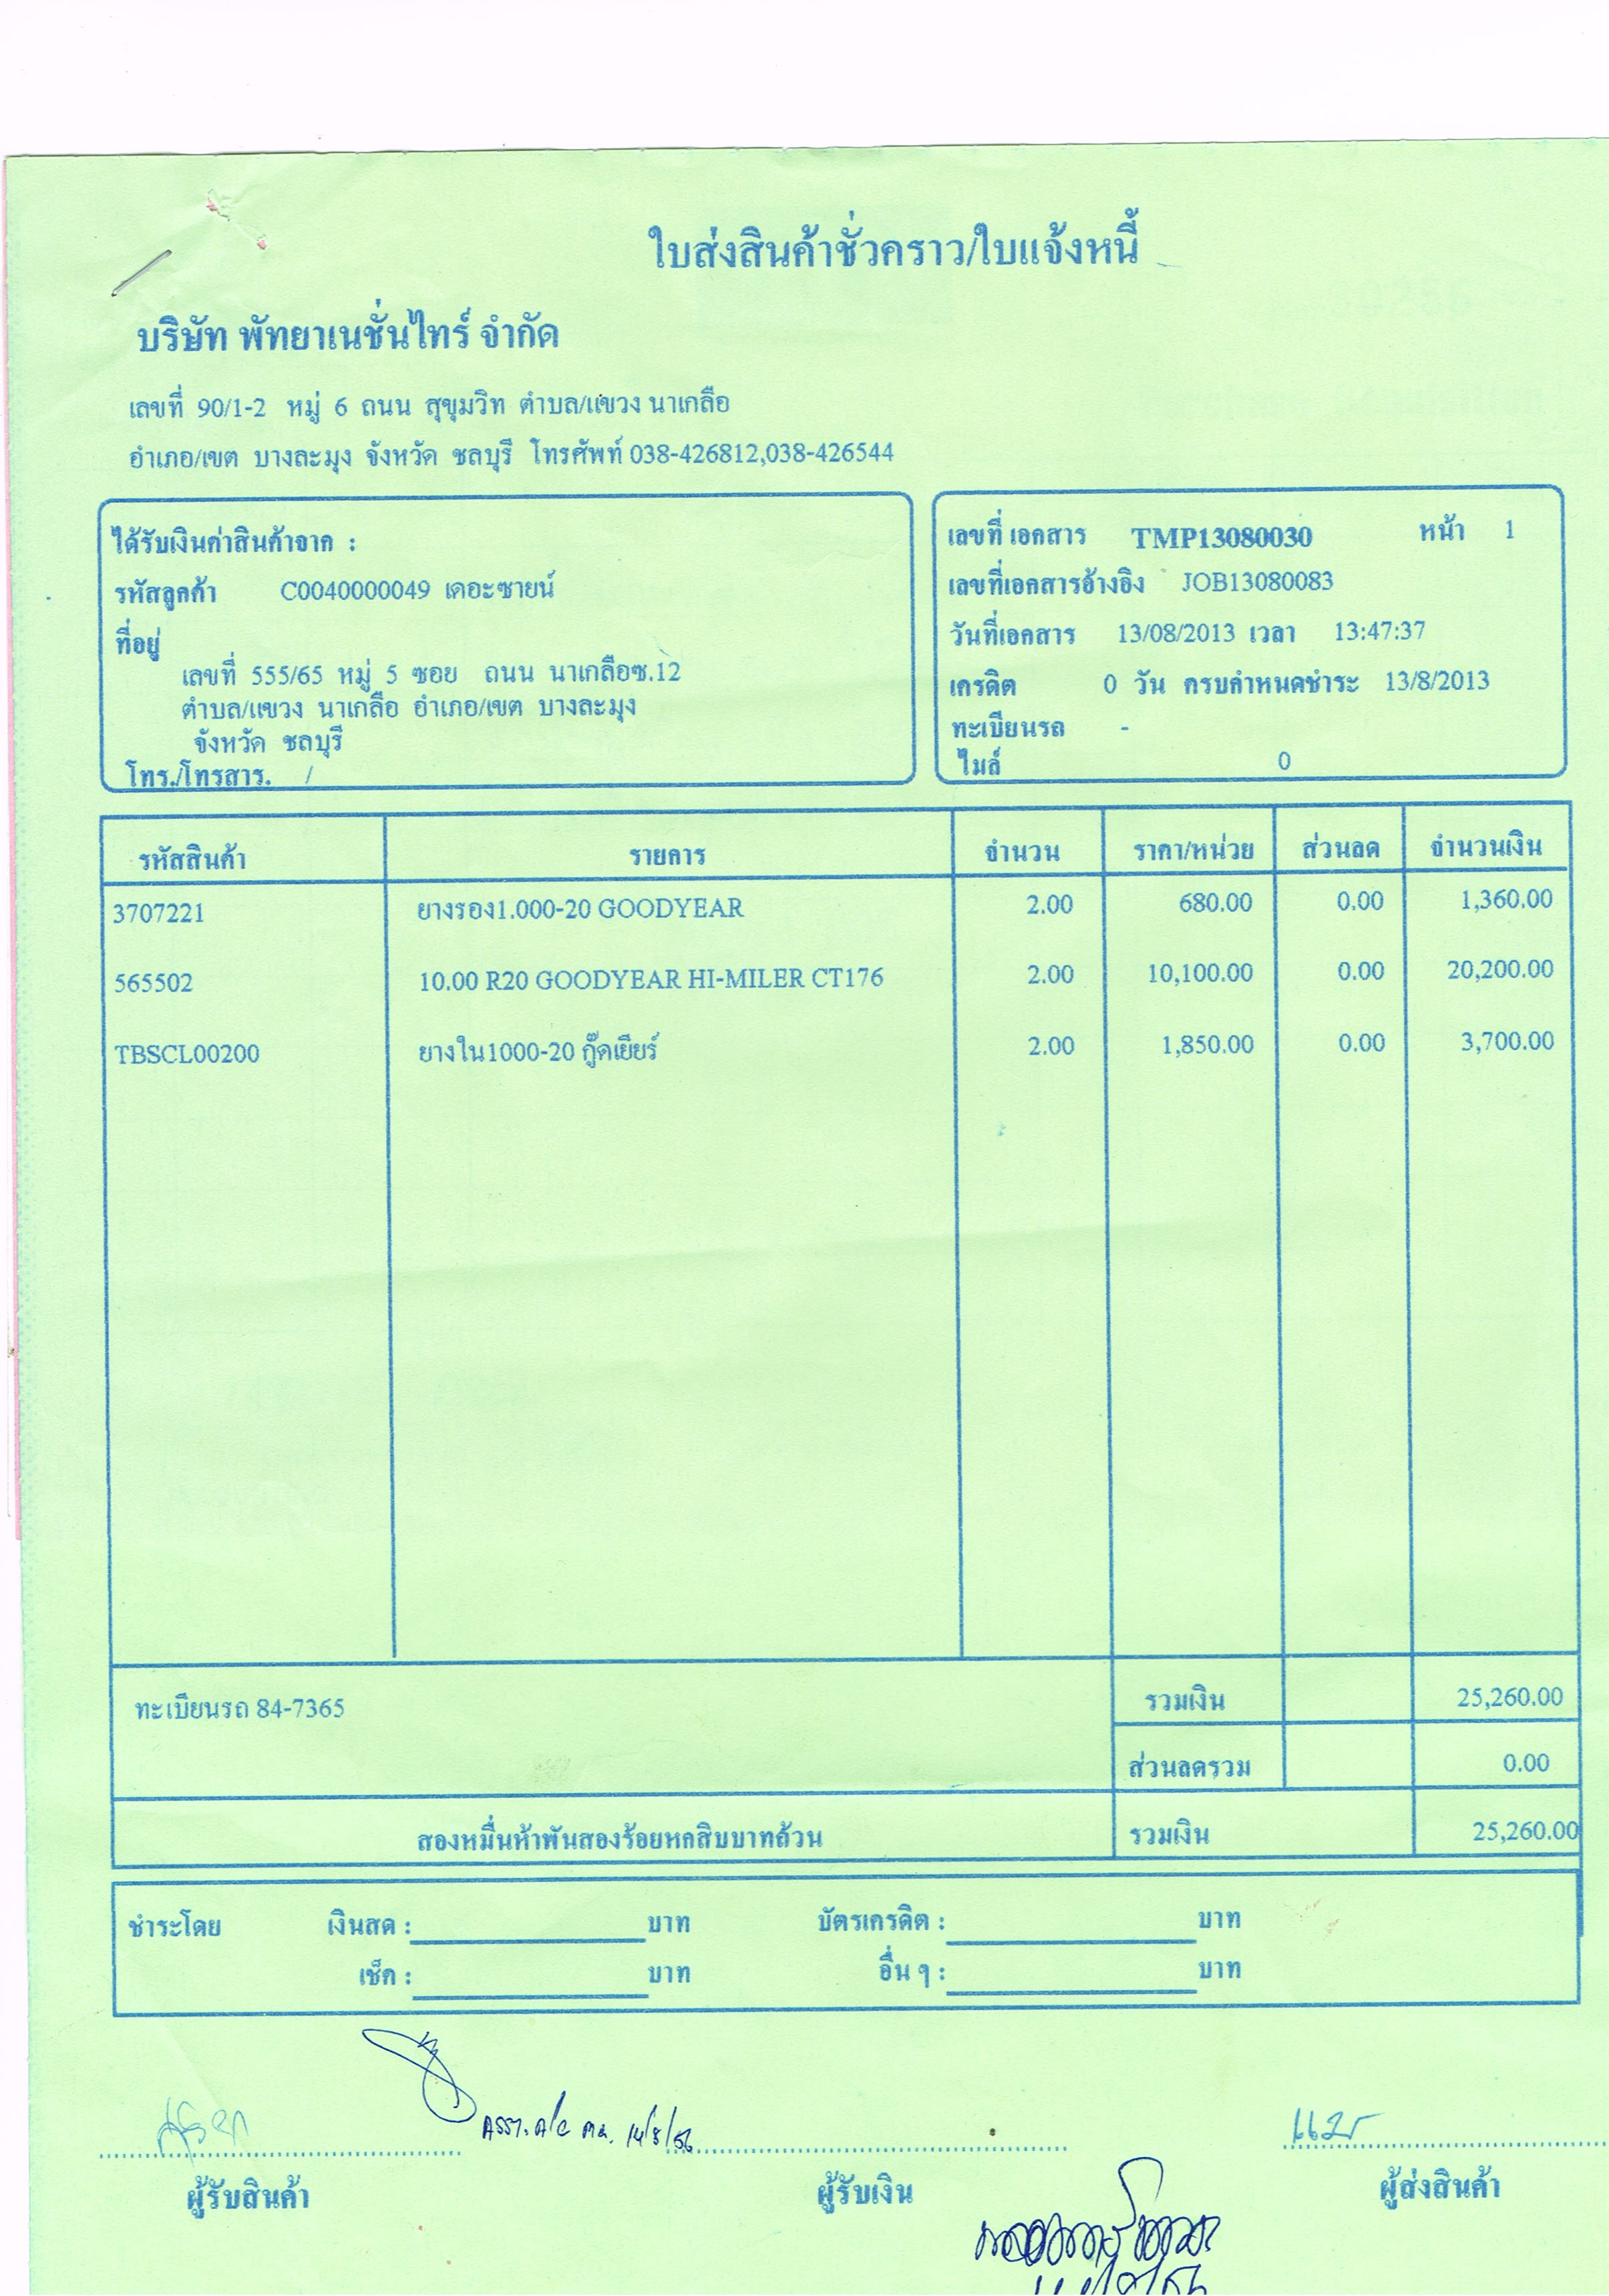 ใบส่งสินค้าชั่วคราว/ใบแจ้งหนี้
บริษัท พัทยาเนชั่นไทร์ จำกัด
เลขที่ 90/1-2 หมู่ 6 ถนน สุขุมวิท ตำบล/แขวง นาเกลือ
อำเภอ/เขต บางละมุง จังหวัด ชลบุรี โทรศัพท์ 038-426812,038-426544
ได้รับเงินค่าสินค้าจาก :
รหัสลูกค้า C0040000049 เดอะซายน์
ที่อยู่
เลขที่ 555/65 หมู่ 5 ซอย ถนน นาเกลือซ.12
ตำบล/แขวง นาเกลือ อำเภอ/เขต บางละมุง
จังหวัด ชลบุรี
โทร./โทรสาร. /
เลขที่ เอกสาร TMP13080030 หน้า 1
เลขที่เอกสารอ้างอิง JOB13080083
วันที่เอกสาร 13/08/2013 เวลา 13:47:37
เครดิต 0 วัน ครบกำหนดชำระ 13/8/2013
ทะเบียนรถ -
ไมล์ 0
รหัสสินค้า รายการ จำนวน ราคา/หน่วย ส่วนลด จำนวนเงิน
3707221 ยางรอง1.000-20 GOODYEAR 2.00 680.00 0.00 1,360.00
565502 10.00 R20 GOODYEAR HI-MILER CT176 2.00 10,100.00 0.00 20,200.00
TBSCL00200 ยางใน1000-20 กู๊ดเยียร์ 2.00 1,850.00 0.00 3,700.00
ทะเบียนรถ 84-7365 รวมเงิน 25,260.00
ส่วนลดรวม 0.00
สองหมื่นห้าพันสองร้อยหกสิบบาทถ้วน รวมเงิน 25,260.00
ชำระโดย เงินสด : บาท บัตรเครดิต : บาท
เช็ค : บาท อื่น ๆ : บาท
14/8/56
ผู้รับสินค้า ผู้รับเงิน ผู้ส่งสินค้า